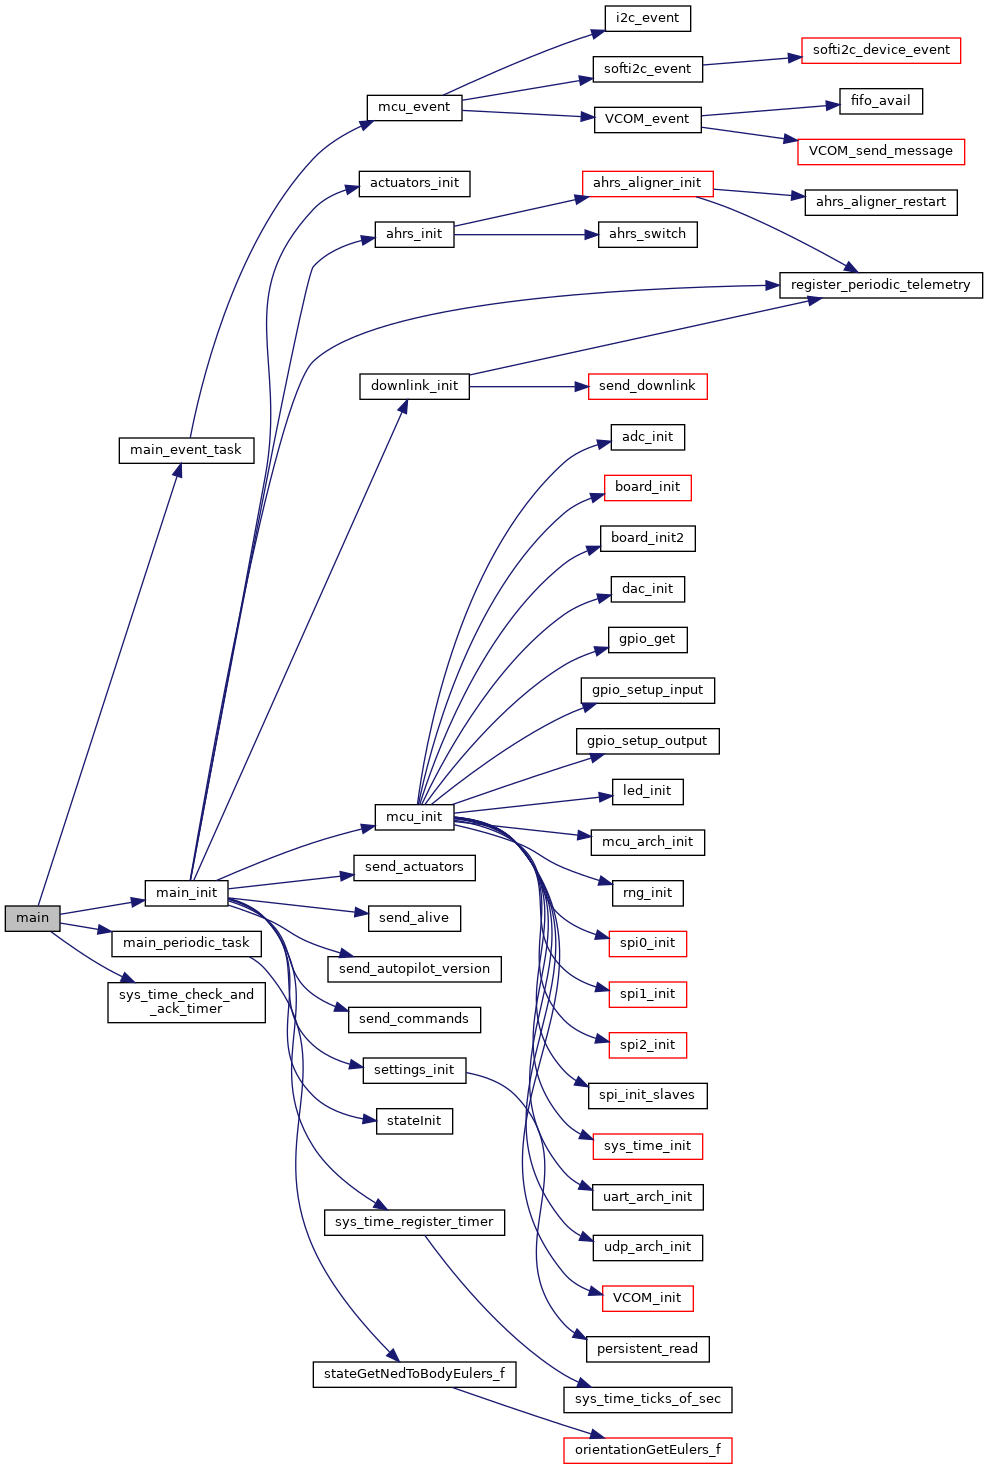 i2c_event
softi2c_device_event
softi2c_event
mcu_event
fifo_avail
VCOM_event
VCOM_send_message
actuators_init
ahrs_aligner_init
ahrs_aligner_restart
ahrs_init
ahrs_switch
register_periodic_telemetry
downlink_init
send_downlink
adc_init
main_event_task
board_init
board_init2
dac_init
gpio_get
gpio_setup_input
gpio_setup_output
led_init
mcu_init
mcu_arch_init
send_actuators
main_init
rng_init
main
send_alive
main_periodic_task
spi0_init
send_autopilot_version
sys_time_check_and
_ack_timer
spi1_init
send_commands
spi2_init
settings_init
spi_init_slaves
stateInit
sys_time_init
uart_arch_init
sys_time_register_timer
udp_arch_init
VCOM_init
persistent_read
stateGetNedToBodyEulers_f
sys_time_ticks_of_sec
orientationGetEulers_f